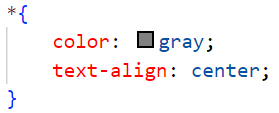 *{
color: gray;
text-align: center;
}